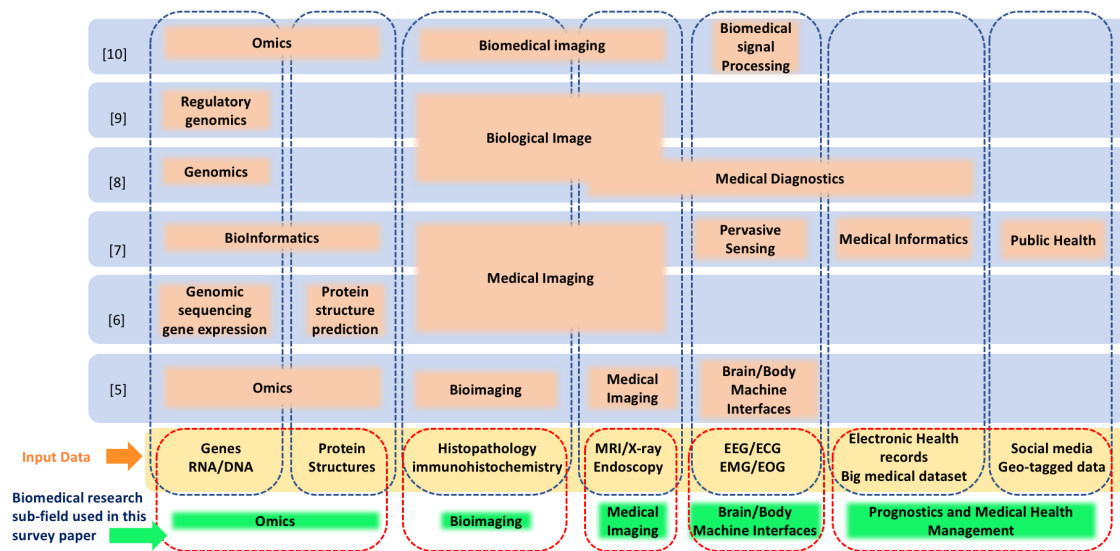 [10]
Omics
Biomedical imaging
Biomedical
signal
Processing
[9]
Regulatory
genomics
Biological Image
[8]
Genomics
Medical Diagnostics
[7]
BioInformatics
Medical Imaging
Pervasive
Sensing
Medical Informatics
Public Health
[6]
Genomic
sequencing
gene expression
Protein
structure
prediction
[5]
Omics
Bioimaging
Medical
Imaging
Brain/Body
Machine
Interfaces
Input Data
Genes
RNA/DNA
Protein
Structures
Histopathology
immunohistochemistry
MRI/X-ray
Endoscopy
EEG/ECG
EMG/EOG
Electronic Health
records
Big medical dataset
Social media
Geo-tagged data
Biomedical research
sub-field used in this
survey paper
Omics
Bioimaging
Medical
Imaging
Brain/Body
Machine Interfaces
Prognostics and Medical Health
Management